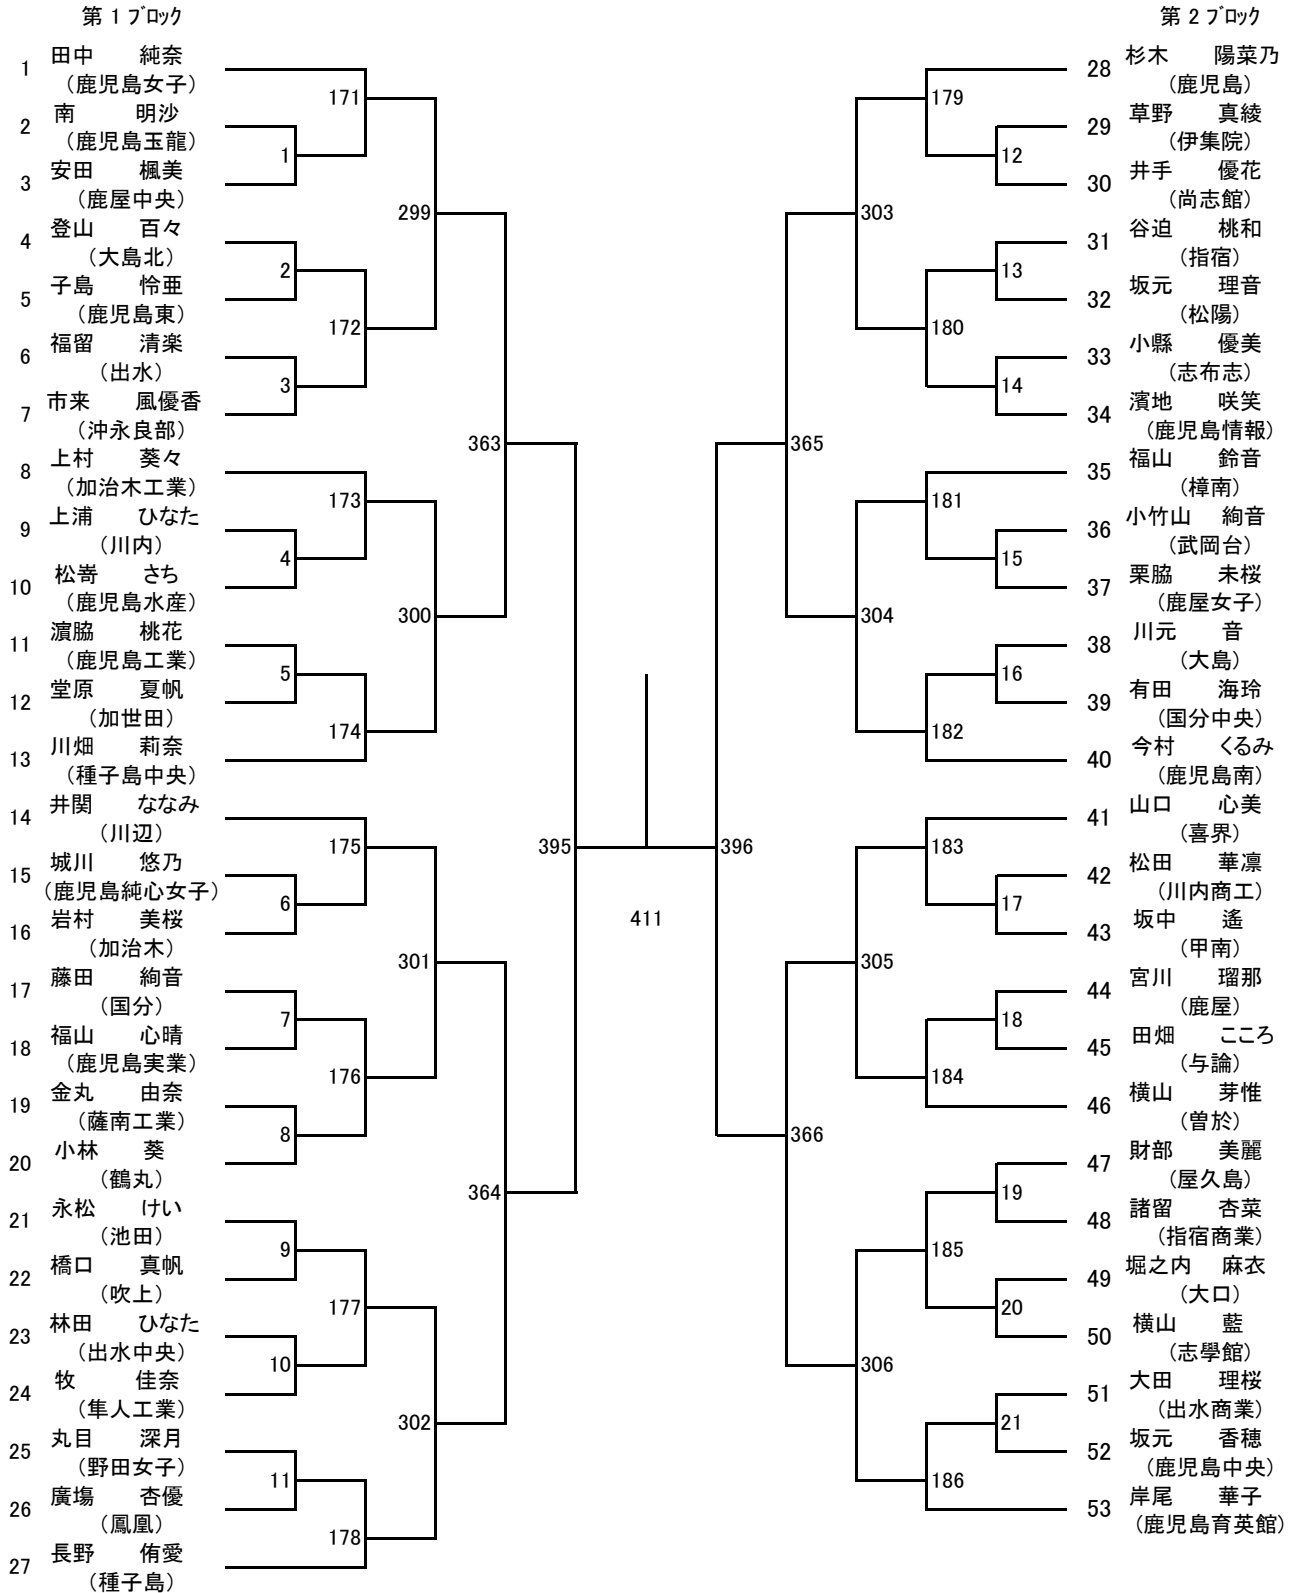 第１ブロック
1 田中 純奈
（鹿児島女子）
2 南 明沙
（鹿児島玉龍）
3 安田 楓美
（鹿屋中央）
4 登山 百々
（大島北）
5 子島 怜亜
（鹿児島東）
6 福留 清楽
（出水）
7 市来 風優香
（沖永良部）
8 上村 葵々
（加治木工業）
9 上浦 ひなた
（川内）
10 松嵜 さち
（鹿児島水産）
11 濵脇 桃花
（鹿児島工業）
12 堂原 夏帆
（加世田）
13 川畑 莉奈
（種子島中央）
14 井関 ななみ
（川辺）
15 城川 悠乃
（鹿児島純心女子）
16 岩村 美桜
（加治木）
17 藤田 絢音
（国分）
18 福山 心晴
（鹿児島実業）
19 金丸 由奈
（薩南工業）
20 小林 葵
（鶴丸）
21 永松 けい
（池田）
22 橋口 真帆
（吹上）
23 林田 ひなた
（出水中央）
24 牧 佳奈
（隼人工業）
25 丸目 深月
（野田女子）
26 廣塲 杏優
（鳳凰）
27 長野 侑愛
（種子島）
1
2
3
4
5
6
7
8
9
10
11
171
172
173
174
175
176
177
178
299
300
301
302
363
364
395
411
396
365
366
303
304
305
306
179
180
181
182
183
184
185
186
12
13
14
15
16
17
18
19
20
21
第２ブロック
28 杉木 陽菜乃
（鹿児島）
29 草野 真綾
（伊集院）
30 井手 優花
（尚志館）
31 谷迫 桃和
（指宿）
32 坂元 理音
（松陽）
33 小縣 優美
（志布志）
34 濱地 咲笑
（鹿児島情報）
35 福山 鈴音
（樟南）
36 小竹山 絢音
（武岡台）
37 栗脇 未桜
（鹿屋女子）
38 川元 音
（大島）
39 有田 海玲
（国分中央）
40 今村 くるみ
（鹿児島南）
41 山口 心美
（喜界）
42 松田 華凛
（川内商工）
43 坂中 遙
（甲南）
44 宮川 瑠那
（鹿屋）
45 田畑 こころ
（与論）
46 横山 芽惟
（曽於）
47 財部 美麗
（屋久島）
48 諸留 杏菜
（指宿商業）
49 堀之内 麻衣
（大口）
50 横山 藍
（志學館）
51 大田 理桜
（出水商業）
52 坂元 香穂
（鹿児島中央）
53 岸尾 華子
（鹿児島育英館）